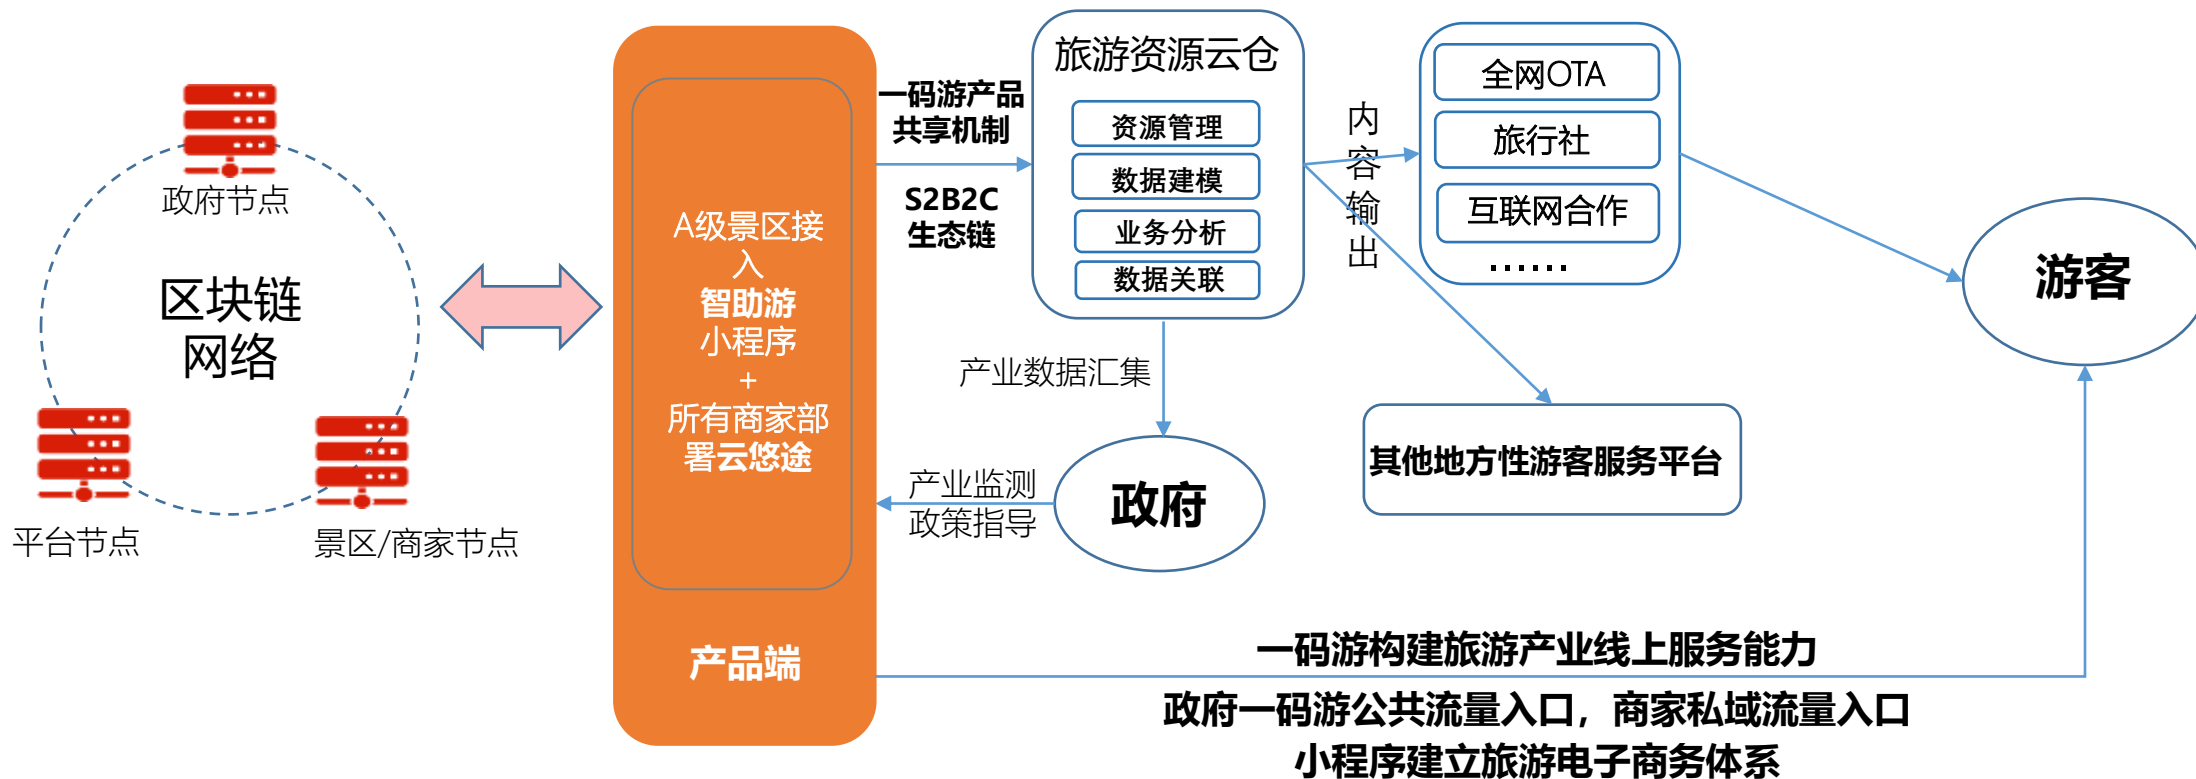 政府节点
区块链
网络
平台节点
景区/商家节点
A级景区接
入
智助游
小程序
+
所有商家部
署云悠途
产品端
一码游产品
共享机制
S2B2C
生态链
旅游资源云仓
资源管理
数据建模
业务分析
数据关联
产业数据汇集
政府
产业监测
政策指导
内
容
输
出
全网OTA
旅行社
互联网合作
......
其他地方性游客服务平台
游客
一码游构建旅游产业线上服务能力
政府一码游公共流量入口，商家私域流量入口
小程序建立旅游电子商务体系